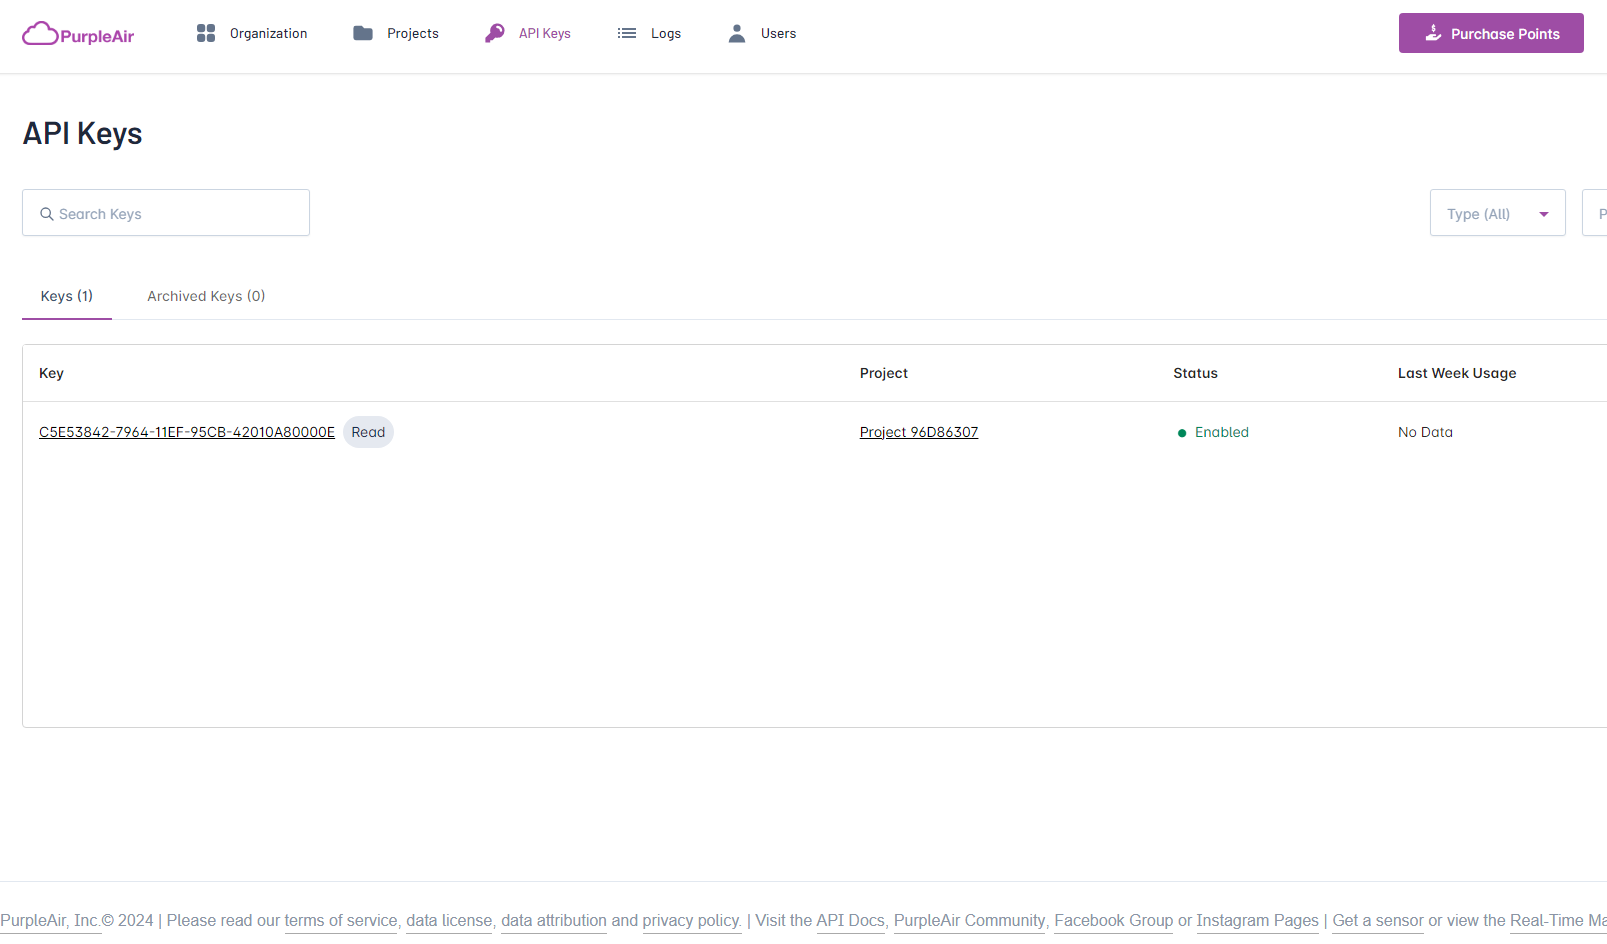 PurpleAir
Organization
Projects
API Keys
Logs
Users
Purchase Points
API Keys
Search Keys
Type (All)
P
Keys (1)
Archived Keys (0)
Key
Project
Status
Last Week Usage
C5E53842-7964-11EF-95CB-42010A80000E
Read
Project 96D86307
Enabled
No Data
PurpleAir, Inc.© 2024 | Please read our terms of service, data license, data attribution and privacy policy. | Visit the API Docs, PurpleAir Community, Facebook Group or Instagram Pages | Get a sensor or view the Real-Time Ma